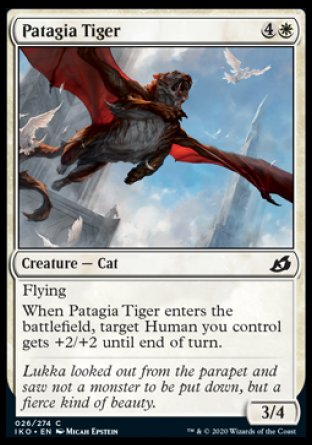 Patagia Tiger 4
Creature — Cat
Flying
When Patagia Tiger enters the
battlefield, target Human you control
gets +2/+2 until end of turn.
Lukka looked out from the parapet and
saw not a monster to be put down, but a
fierce kind of beauty.
3/4
026/274 C
IKO • EN Micah Epstein
™ & © 2020 Wizards of the Coast